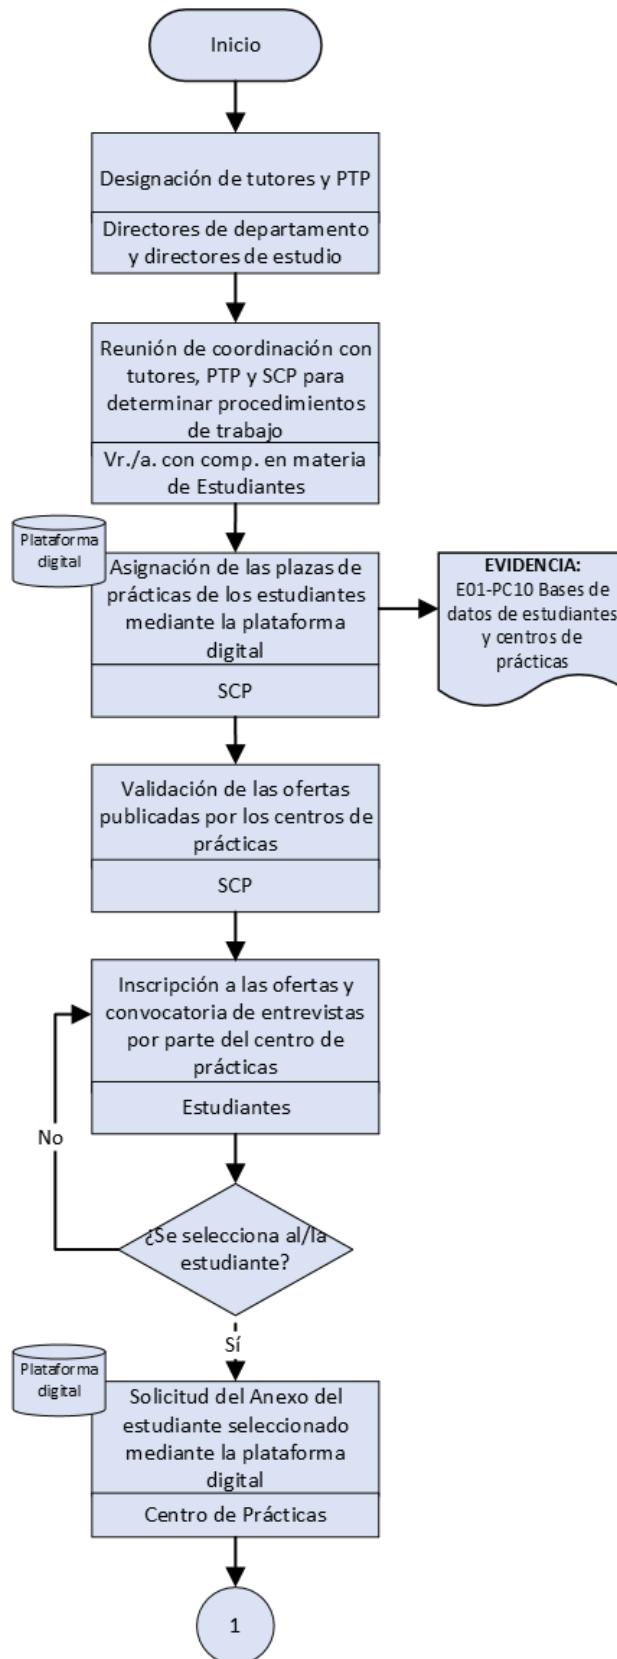 Inicio
Designación de tutores y PTP
Directores de departamento
y directores de estudio
Reunión de coordinación con
tutores, PTP y SCP para
determinar procedimientos
de trabajo
Vr./a. con comp. en materia
de Estudiantes
Plataforma
digital
Asignación de las plazas de
prácticas de los estudiantes
mediante la plataforma
digital
SCP
EVIDENCIA:
E01-PC10 Bases de
datos de estudiantes
y centros de
prácticas
Validación de las ofertas
publicadas por los centros de
prácticas
SCP
Inscripción a las ofertas y
convocatoria de entrevistas
por parte del centro de
prácticas
Estudiantes
No
¿Se selecciona al/la
estudiante?
Sí
Plataforma
digital
Solicitud del Anexo del
estudiante seleccionado
mediante la plataforma
digital
Centro de Prácticas
1